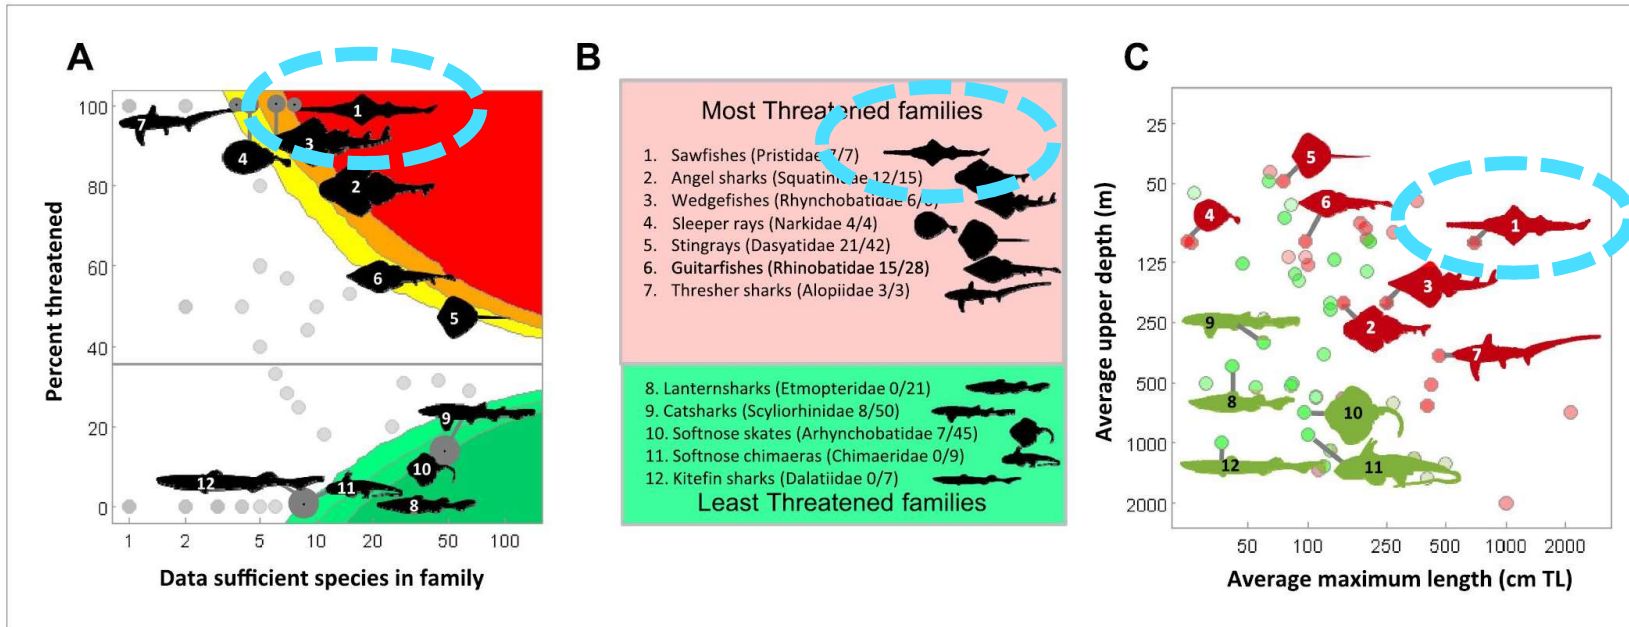 A
Percent threatened
100
80
60
40
20
0
1
2
5
10
20
50
100
Data sufficient species in family
7
1
3
4
2
6
5
9
10
12
11
8
B
Most Threatened families
1. Sawfishes (Pristidae 7/7)
2. Angel sharks (Squatinidae 12/15)
3. Wedgefishes (Rhynchobatidae 6/6)
4. Sleeper rays (Narkidae 4/4)
5. Stingrays (Dasyatidae 21/42)
6. Guitarfishes (Rhinobatidae 15/28)
7. Thresher sharks (Alopiidae 3/3)
8. Lanternsharks (Etmopteridae 0/21)
9. Catsharks (Scyliorhinidae 8/50)
10. Softnose skates (Arhynchobatidae 7/45)
11. Softnose chimaeras (Chimaeridae 0/9)
12. Kitefin sharks (Dalatiidae 0/7)
Least Threatened families
C
Average upper depth (m)
25
50
125
250
500
1000
2000
50
100
250
500
1000
2000
Average maximum length (cm TL)
5
6
4
1
3
9
2
7
8
10
12
11